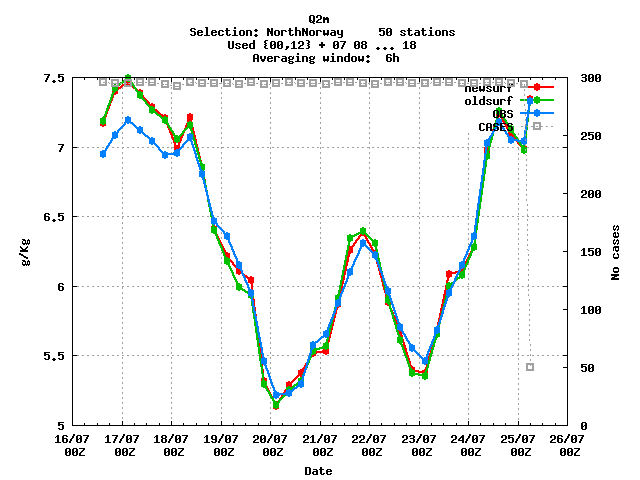 Q2m
Selection: NorthNorway     50 stations
Used {00,12} + 07 08 ... 18
Averaging window:  6h
newsurf
oldsurf
OBS
CASES
7.5
7
6.5
6
5.5
5
g/Kg
300
250
200
150
100
50
0
No cases
16/07 17/07 18/07 19/07 20/07 21/07 22/07 23/07 24/07 25/07 26/07
00Z 00Z 00Z 00Z 00Z 00Z 00Z 00Z 00Z 00Z 00Z
Date